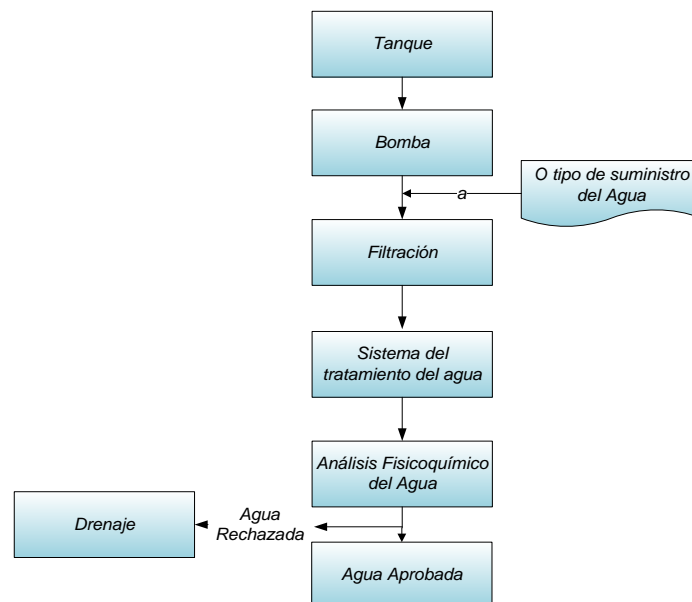 Tanque
Bomba
O tipo de suministro
del Agua
a
Filtración
Sistema del
tratamiento del agua
Análisis Fisicoquímico
del Agua
Drenaje
Agua
Rechazada
Agua Aprobada